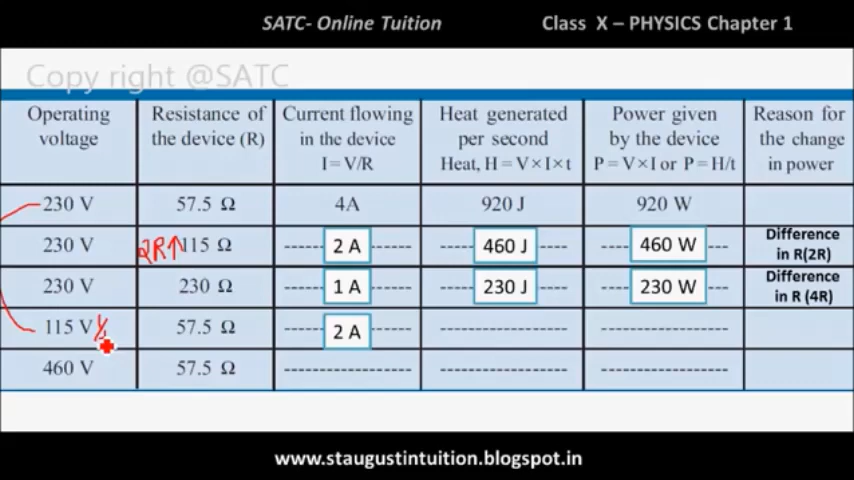 SATC- Online Tuition
Class X – PHYSICS Chapter 1
Copy right @SATC
Operating voltage
Resistance of the device (R)
Current flowing in the device I = V/R
Heat generated per second Heat, H = V × I × t
Power given by the device P = V × I or P = H/t
Reason for the change in power
230 V 57.5 Ω 4A 920 J 920 W
230 V 2R↑ 115 Ω 2 A 460 J 460 W Difference in R(2R)
230 V 230 Ω 1 A 230 J 230 W Difference in R (4R)
115 V 57.5 Ω 2 A
460 V 57.5 Ω
www.staugustintuition.blogspot.in